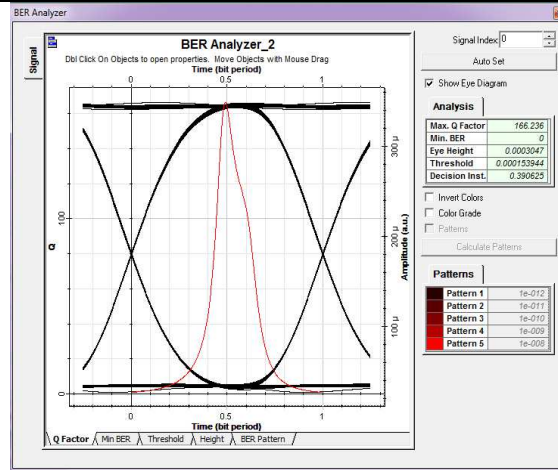 BER Analyzer
BER Analyzer_2
Dbl Click On Objects to open properties. Move Objects with Mouse Drag
Time (bit period)
0 0.5 1
Signal
Q
100
0
Amplitude (a.u.)
300 µ
200 µ
100 µ
0 0.5 1
Time (bit period)
Q Factor Min BER Threshold Height BER Pattern
Signal Index: 0
Auto Set
Show Eye Diagram
Analysis
Max. Q Factor 166.236
Min. BER 0
Eye Height 0.0003047
Threshold 0.000153944
Decision Inst. 0.390625
Invert Colors
Color Grade
Patterns
Calculate Patterns
Patterns
Pattern 1 1e-012
Pattern 2 1e-011
Pattern 3 1e-010
Pattern 4 1e-009
Pattern 5 1e-008